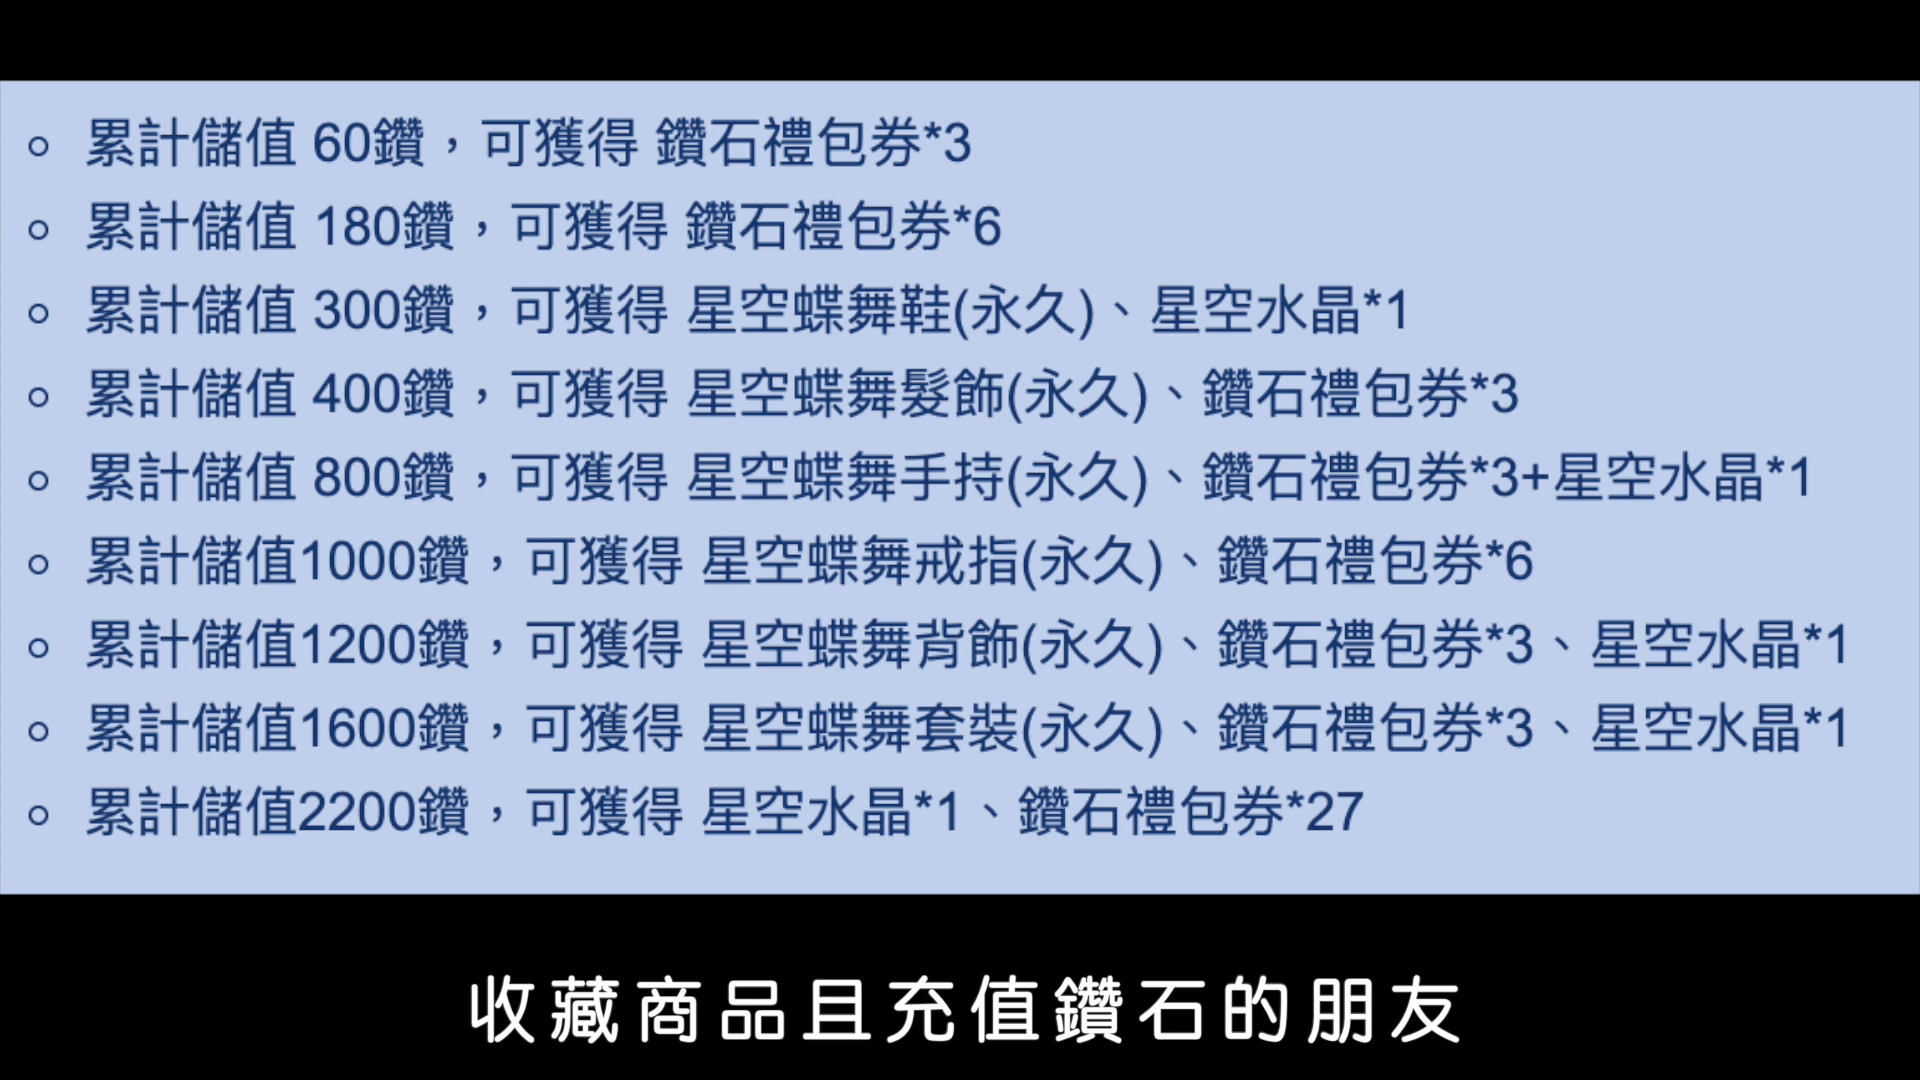 累計儲值 60鑽，可獲得 鑽石禮包券*3
累計儲值 180鑽，可獲得 鑽石禮包券*6
累計儲值 300鑽，可獲得 星空蝶舞鞋(永久)、星空水晶*1
累計儲值 400鑽，可獲得 星空蝶舞髮飾(永久)、鑽石禮包券*3
累計儲值 800鑽，可獲得 星空蝶舞手持(永久)、鑽石禮包券*3+星空水晶*1
累計儲值1000鑽，可獲得 星空蝶舞戒指(永久)、鑽石禮包券*6
累計儲值1200鑽，可獲得 星空蝶舞背飾(永久)、鑽石禮包券*3、星空水晶*1
累計儲值1600鑽，可獲得 星空蝶舞套裝(永久)、鑽石禮包券*3、星空水晶*1
累計儲值2200鑽，可獲得 星空水晶*1、鑽石禮包券*27
收藏商品且充值鑽石的朋友